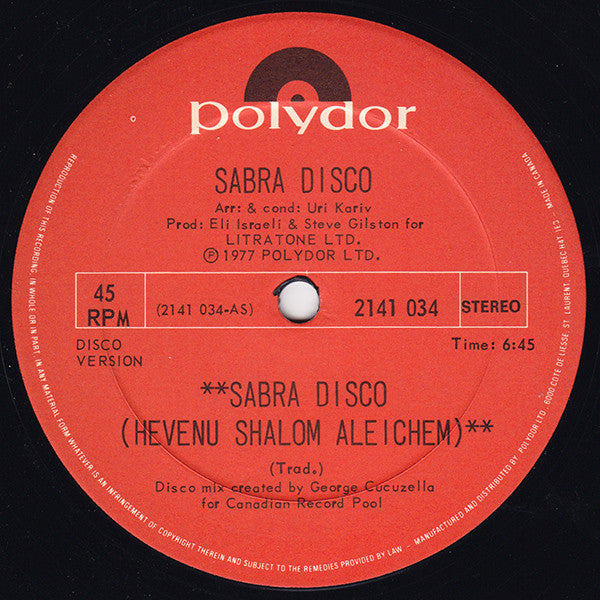 polydor
SABRA DISCO
Arr: & cond: Uri Kariv
Prod: Eli Israeli & Steve Gilston for
LITRATONE LTD.
Ⓟ 1977 POLYDOR LTD.
45
RPM
(2141 034-AS)
2141 034
STEREO
DISCO
VERSION
Time: 6:45
**SABRA DISCO
(HEVENU SHALOM ALEICHEM)**
(Trad.)
Disco mix created by George Cucuzella
for Canadian Record Pool
REPRODUCTION OF THIS RECORDING, IN WHOLE OR IN PART, IN ANY MATERIAL FORM WHATEVER IS AN INFRINGEMENT OF COPYRIGHT THEREIN AND SUBJECT TO THE REMEDIES PROVIDED BY LAW – MANUFACTURED AND DISTRIBUTED BY, POLYDOR LTD. 6000 COTE DE LIESSE, ST. LAURENT, QUEBEC MADE IN CANADA